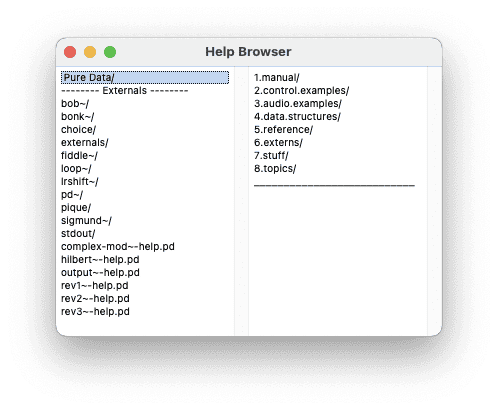 Help Browser
Pure Data/
-------- Externals --------
bob~/
bonk~/
choice/
externals/
fiddle~/
loop~/
lrshift~/
pd~/
pique/
sigmund~/
stdout/
complex-mod~-help.pd
hilbert~-help.pd
output~-help.pd
rev1~-help.pd
rev2~-help.pd
rev3~-help.pd
1.manual/
2.control.examples/
3.audio.examples/
4.data.structures/
5.reference/
6.externs/
7.stuff/
8.topics/
___________________________